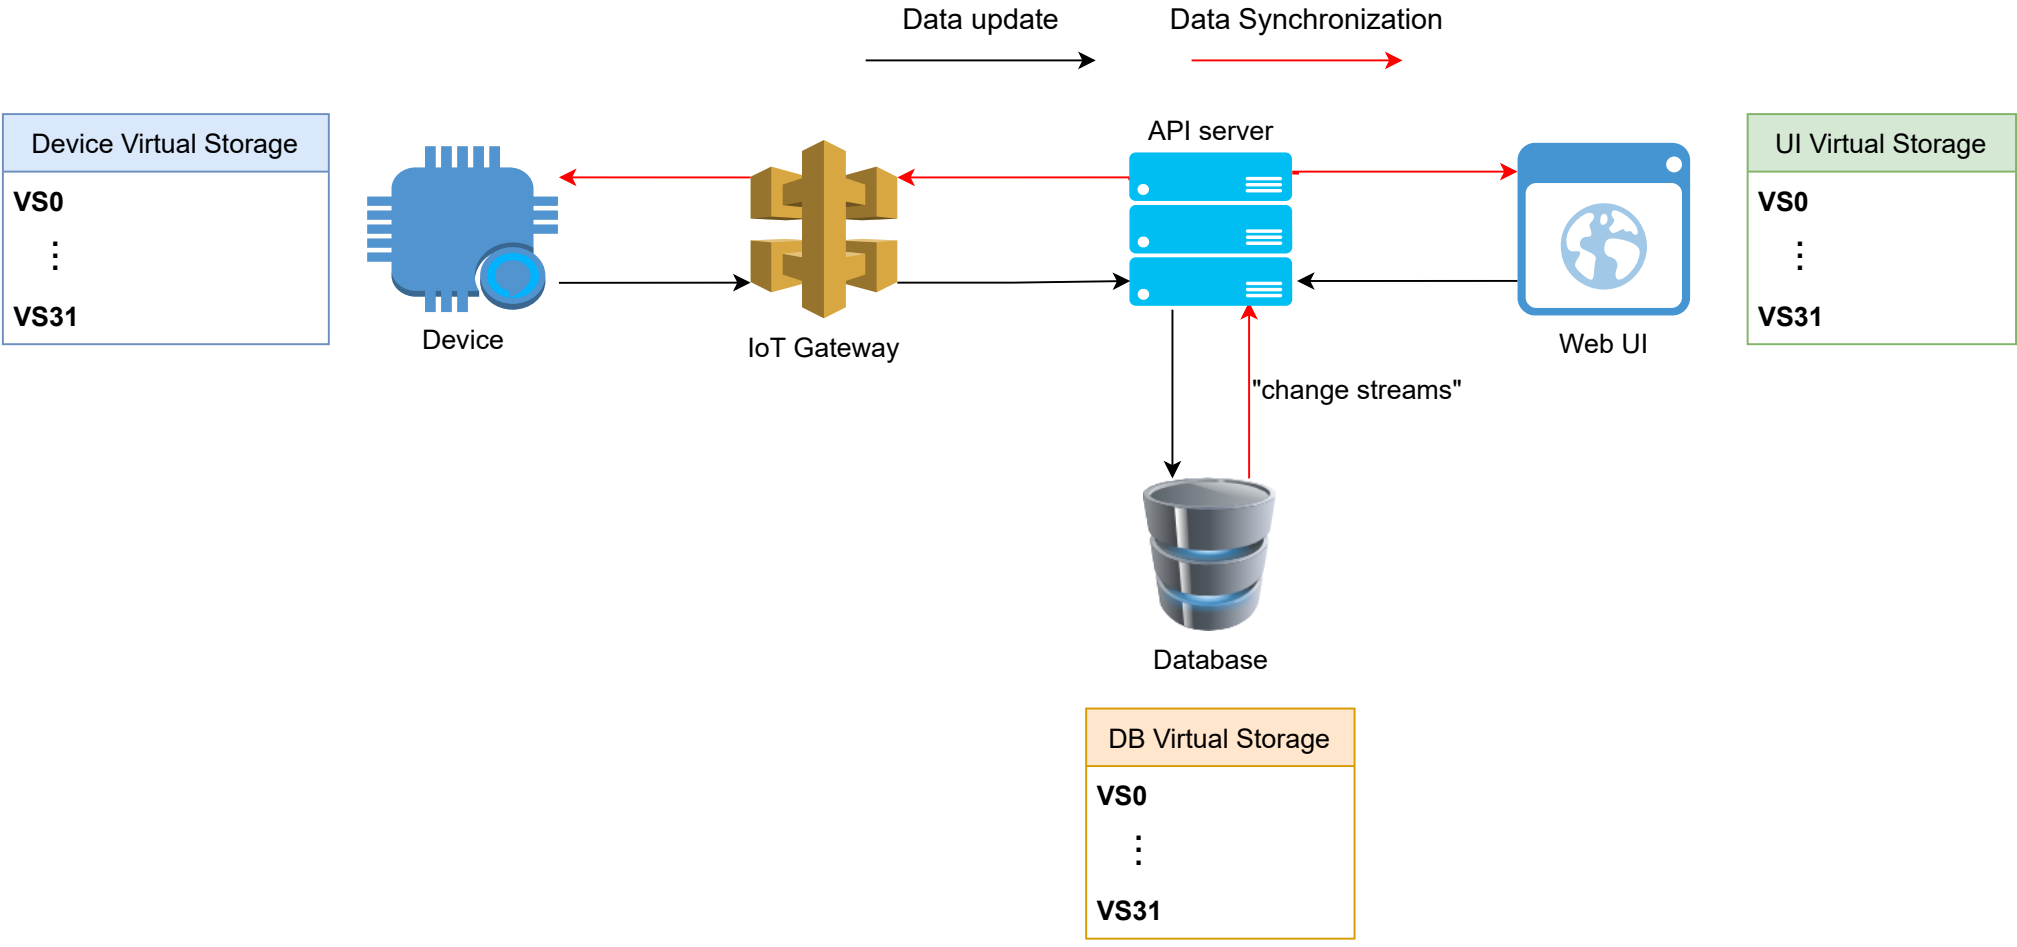 Data update
Data Synchronization
API server
Device Virtual Storage
VS0
⋮
VS31
Device
IoT Gateway
Web UI
UI Virtual Storage
VS0
⋮
VS31
"change streams"
Database
DB Virtual Storage
VS0
⋮
VS31